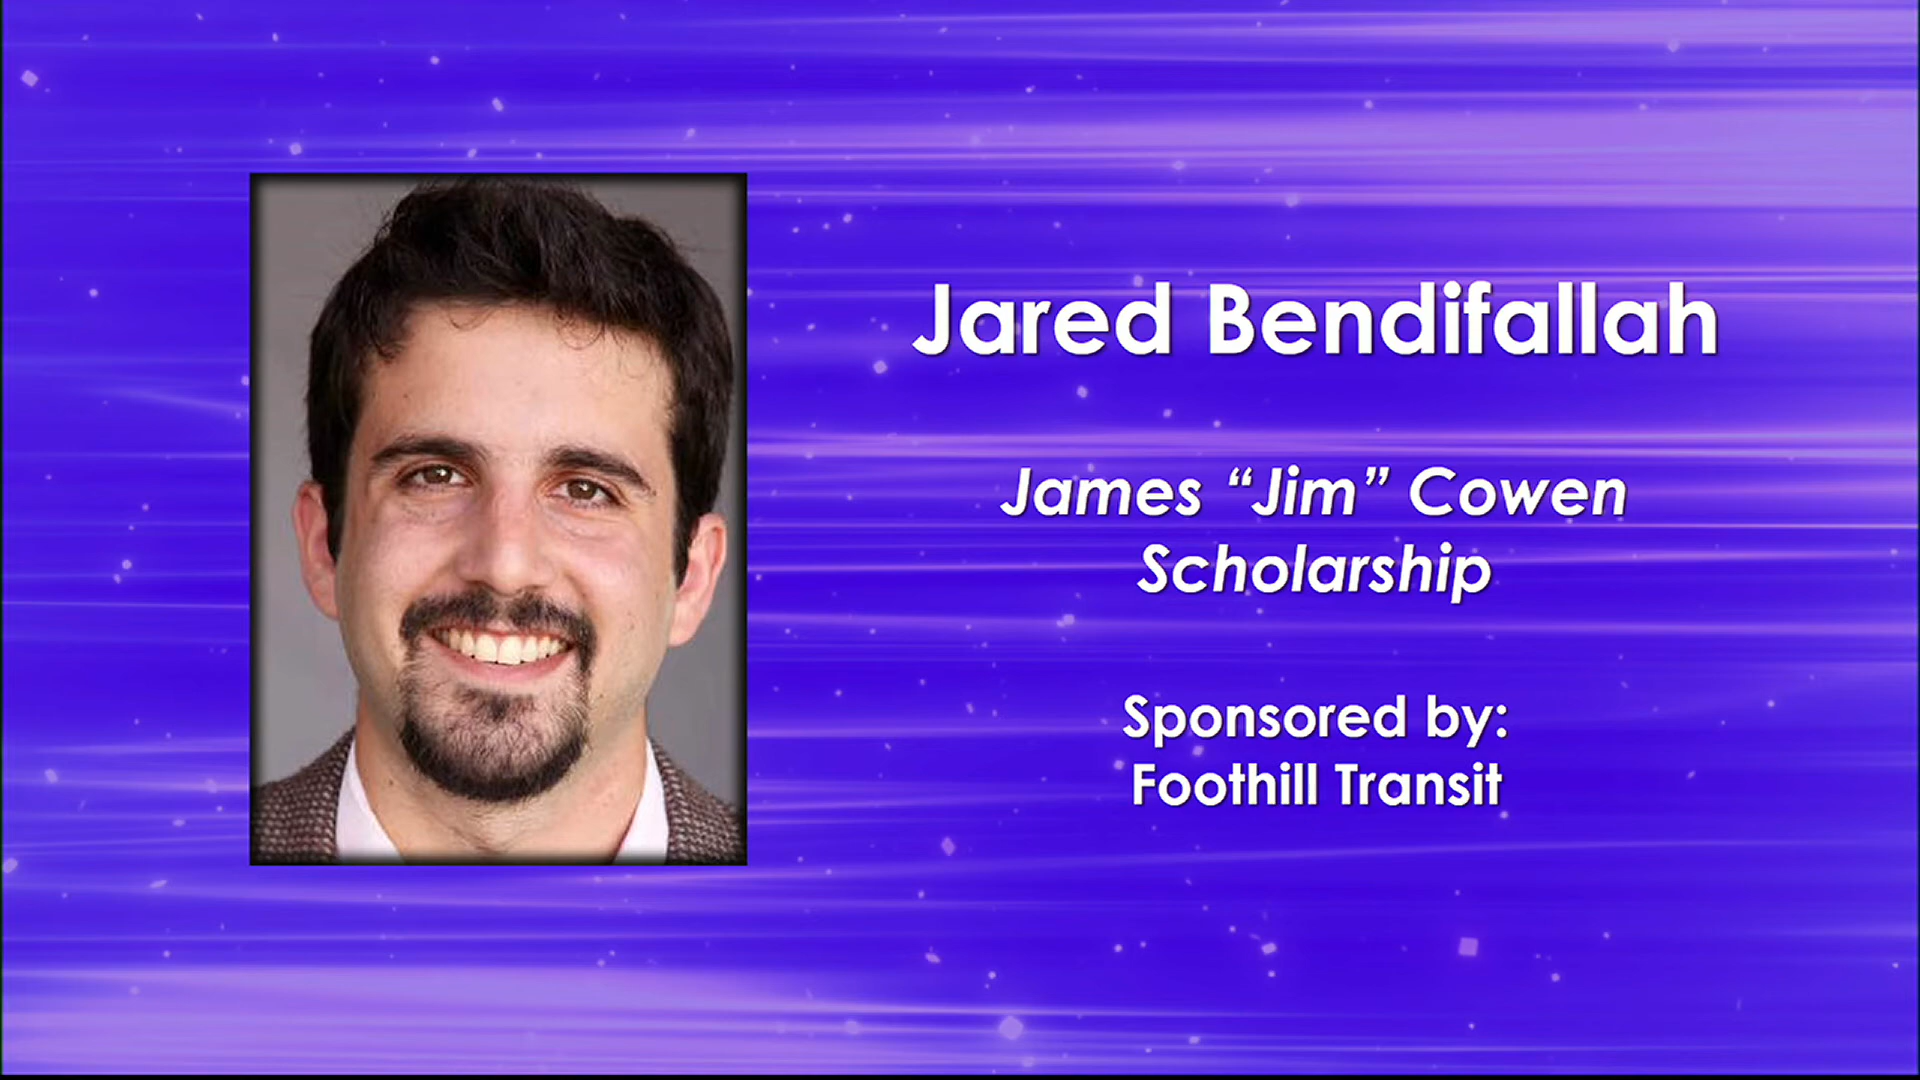 Jared Bendifallah
James “Jim” Cowen
Scholarship
Sponsored by:
Foothill Transit